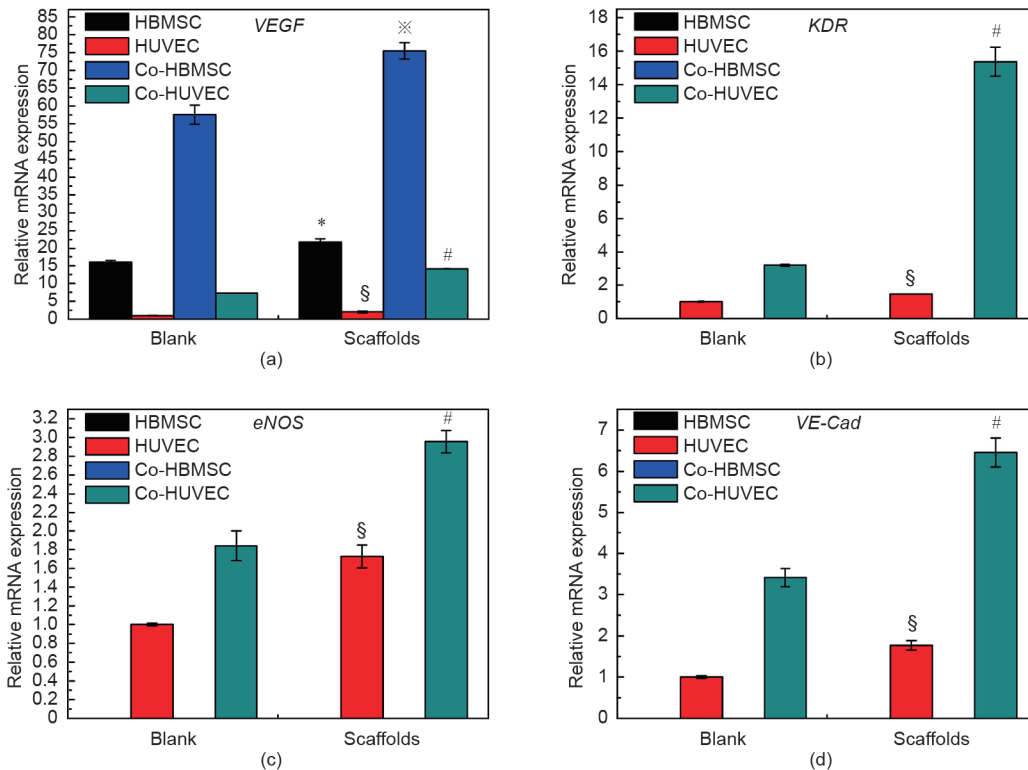 VEGF
HBMSC
HUVEC
Co-HBMSC
Co-HUVEC
Relative mRNA expression
85
80
75
70
65
60
55
50
45
40
35
30
25
20
15
10
5
0
*
§
※
#
Blank Scaffolds
(a)
KDR
HBMSC
HUVEC
Co-HBMSC
Co-HUVEC
Relative mRNA expression
18
16
14
12
10
8
6
4
2
0
§
#
Blank Scaffolds
(b)
eNOS
HBMSC
HUVEC
Co-HBMSC
Co-HUVEC
Relative mRNA expression
3.2
3.0
2.8
2.6
2.4
2.2
2.0
1.8
1.6
1.4
1.2
1.0
0.8
0.6
0.4
0.2
0
§
#
Blank Scaffolds
(c)
VE-Cad
HBMSC
HUVEC
Co-HBMSC
Co-HUVEC
Relative mRNA expression
7
6
5
4
3
2
1
0
§
#
Blank Scaffolds
(d)